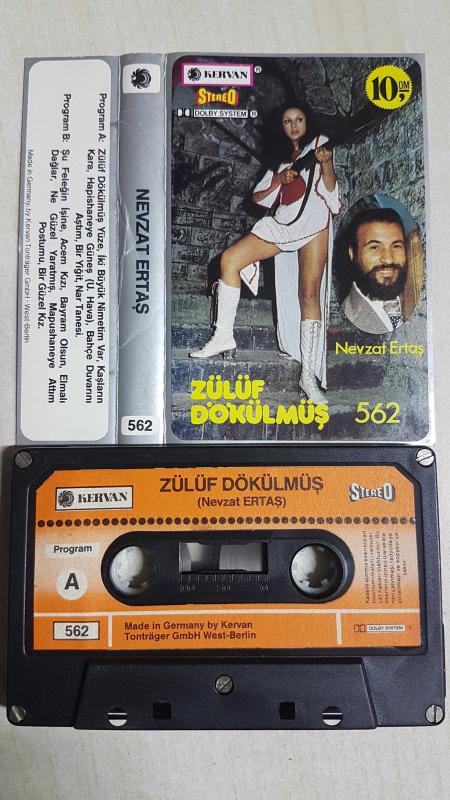 Program A: Zülüf Dökülmüş Yüze, İki Büyük Nimetim Var, Kaşların
Kara, Hapishaneye Güneş (U. Hava), Bahçe Duvarını
Aştım, Bir Yiğit, Nar Tanesi.
Program B: Şu Feleğin İşine, Acem Kızı, Bayram Olsun, Elmalı
Dağlar, Ne Güzel Yaratmış, Mapushaneye Attım
Postumu, Bir Güzel Kız.
Made in Germany, by Kervan Tonträger GmbH - West-Berlin
NEVZAT ERTAŞ
562
KERVAN ®
STEREO
DOLBY SYSTEM ®
10,- DM
Nevzat Ertaş
ZÜLÜF
DÖKÜLMÜŞ
562
KERVAN
ZÜLÜF DÖKÜLMÜŞ
(Nevzat ERTAŞ)
STEREO
Program
A
100 50 0
562
Made in Germany by Kervan
Tonträger GmbH West-Berlin
DOLBY SYSTEM